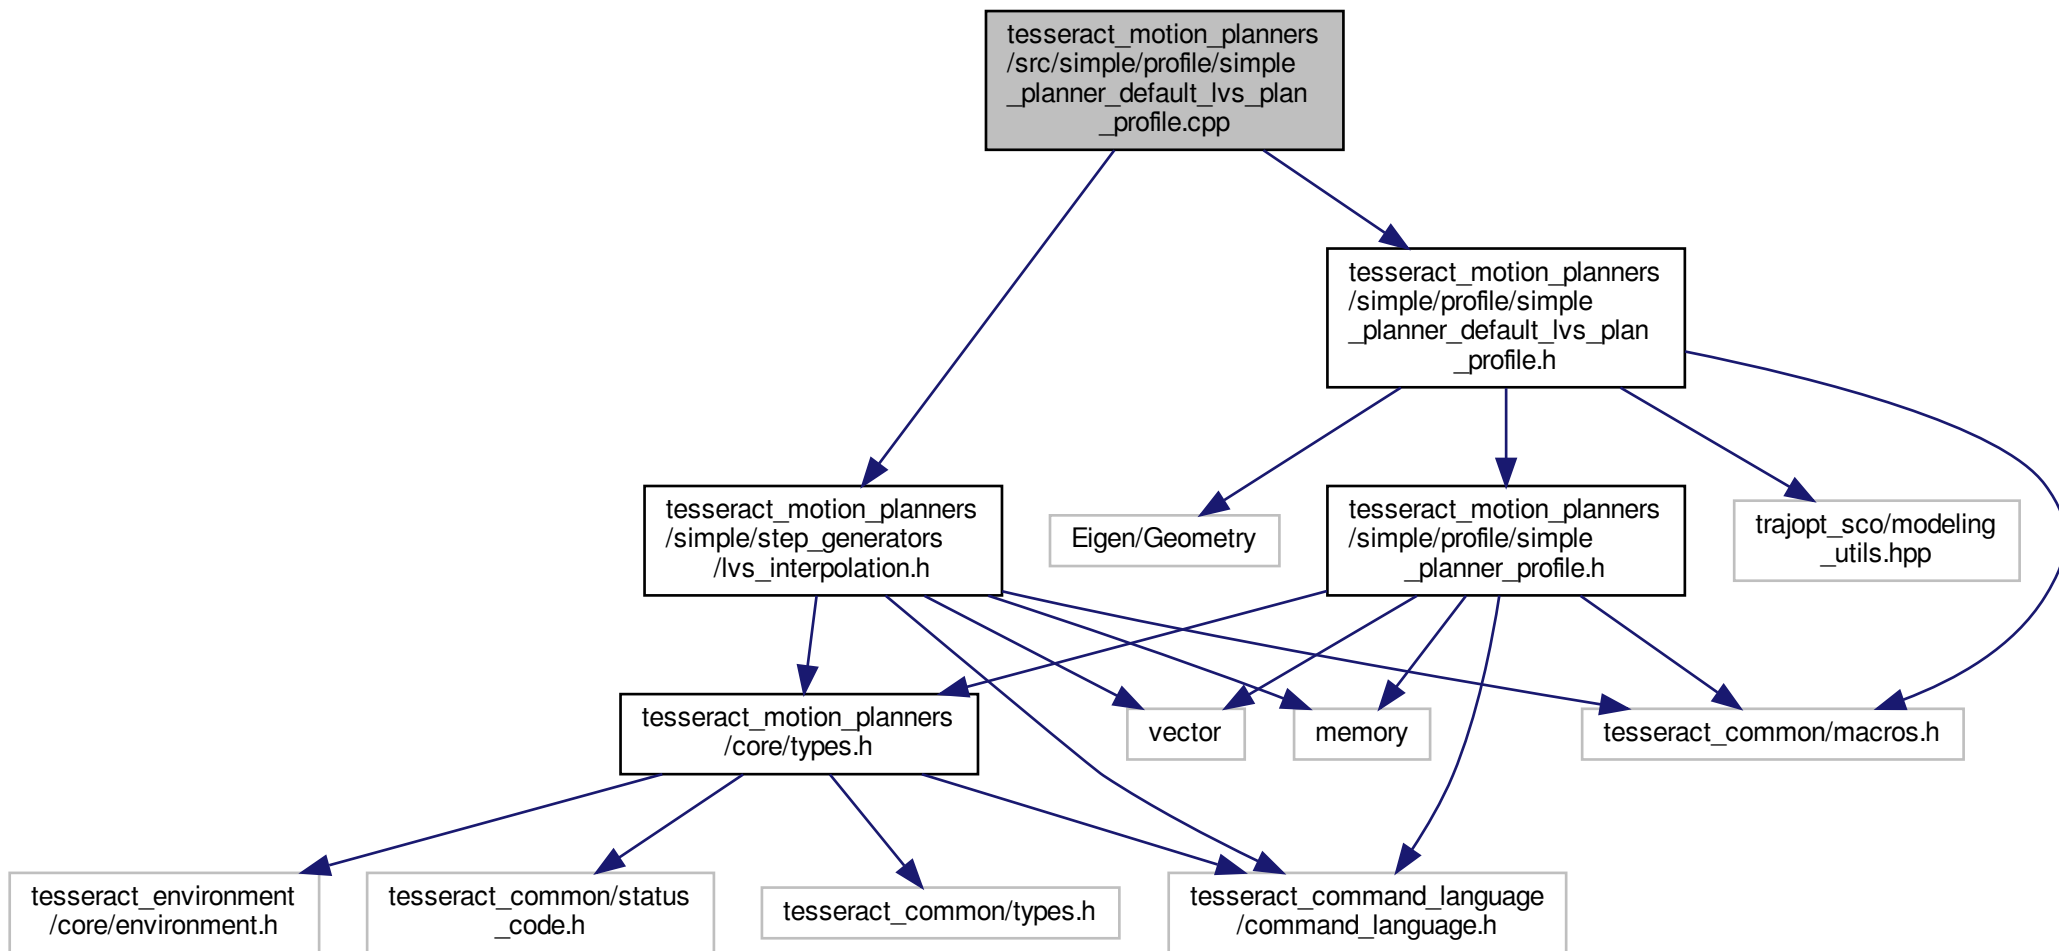 tesseract_motion_planners
/src/simple/profile/simple
_planner_default_lvs_plan
_profile.cpp
tesseract_motion_planners
/simple/profile/simple
_planner_default_lvs_plan
_profile.h
tesseract_motion_planners
/simple/step_generators
/lvs_interpolation.h
Eigen/Geometry
tesseract_motion_planners
/simple/profile/simple
_planner_profile.h
trajopt_sco/modeling
_utils.hpp
tesseract_motion_planners
/core/types.h
vector
memory
tesseract_common/macros.h
tesseract_environment
/core/environment.h
tesseract_common/status
_code.h
tesseract_common/types.h
tesseract_command_language
/command_language.h